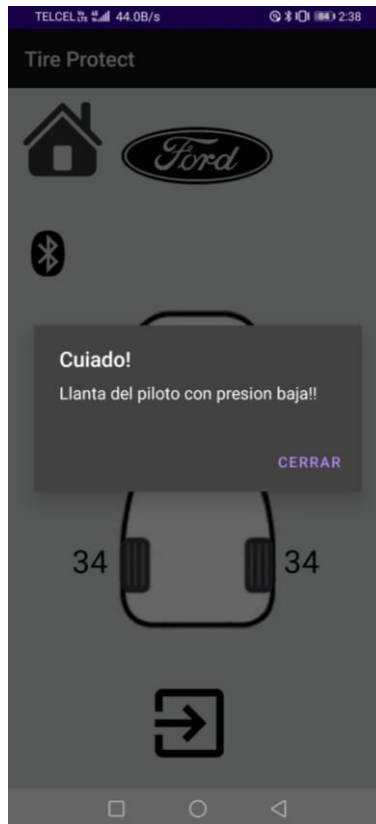 TELCEL 44.0B/s 2:38
Tire Protect
Ford
Cuiado!
Llanta del piloto con presion baja!!
CERRAR
34 34